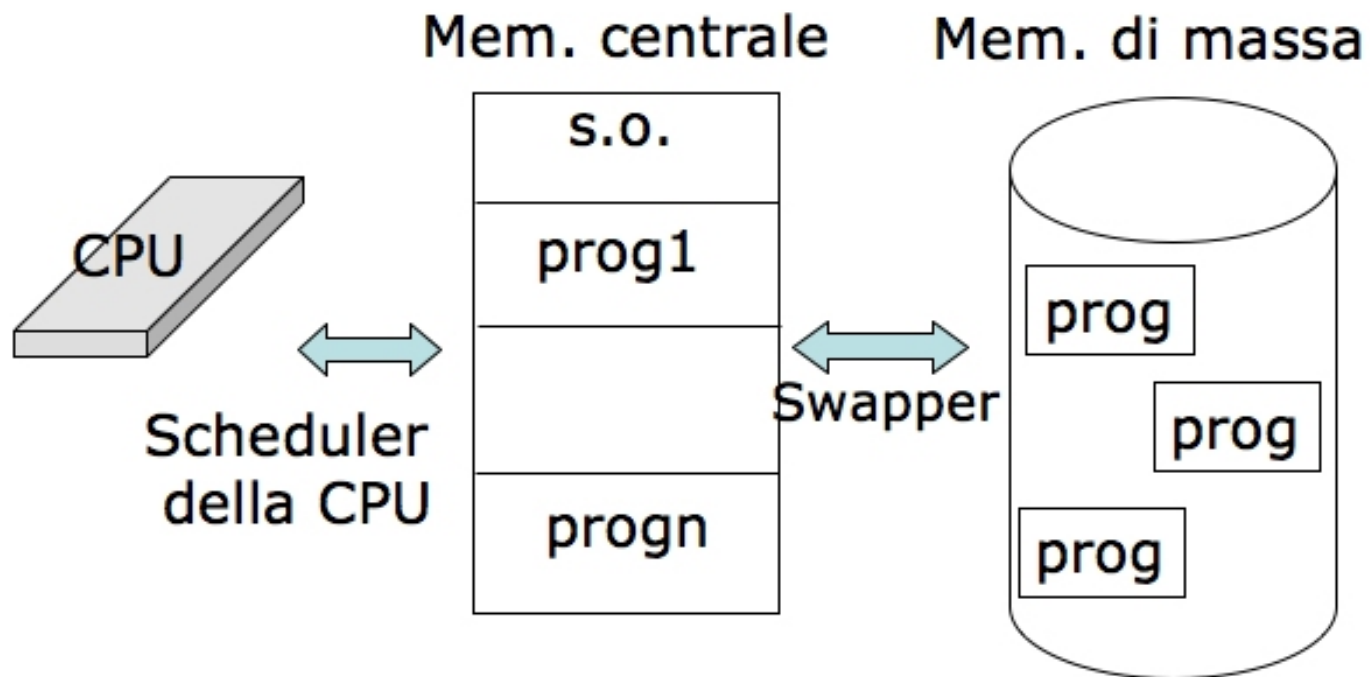 Mem. centrale
Mem. di massa
s.o.
CPU
prog1
prog
Swapper
prog
Scheduler
della CPU
progn
prog